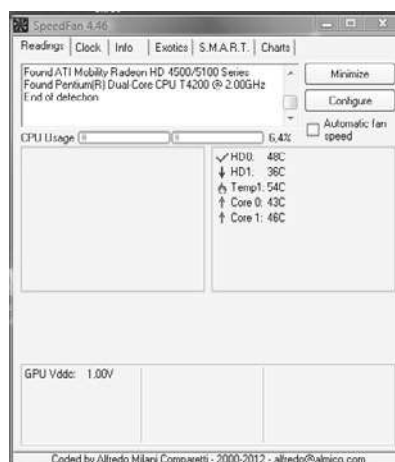 SpeedFan 4.46
Readings Clock Info Exotics S.M.A.R.T. Charts
Found ATI Mobility Radeon HD 4500/5100 Series
Found Pentium(R) Dual-Core CPU T4200 @ 2.00GHz
End of detection
Minimize
Configure
Automatic fan speed
CPU Usage 6,4%
HD0: 48C
HD1: 36C
Temp1: 54C
Core 0: 43C
Core 1: 46C
GPU Vddc: 1.00V
Coded by Alfredo Milani Comparetti - 2000-2012 - alfredo@almico.com